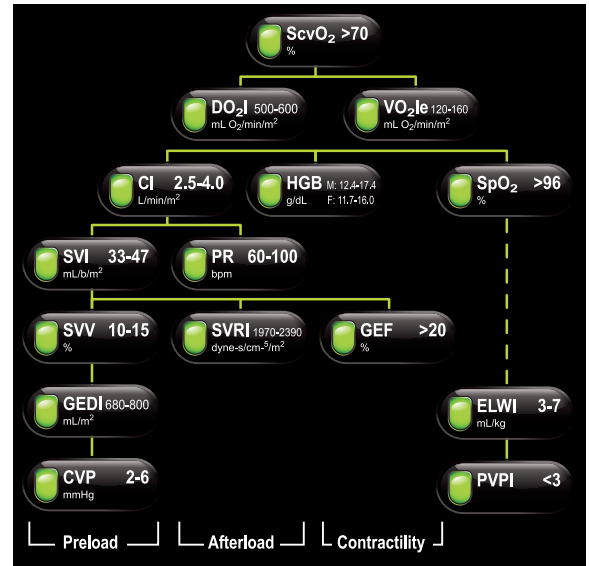 ScvO₂ >70
%
DO₂I 500-600
mL O₂/min/m²
VO₂Ie 120-160
mL O₂/min/m²
CI 2.5-4.0
L/min/m²
HGB M: 12.4-17.4
g/dL F: 11.7-16.0
SpO₂ >96
%
SVI 33-47
mL/b/m²
PR 60-100
bpm
SVV 10-15
%
SVRI 1970-2390
dyne-s/cm-⁵/m²
GEF >20
%
GEDI 680-800
mL/m²
ELWI 3-7
mL/kg
CVP 2-6
mmHg
PVPI <3
Preload
Afterload
Contractility